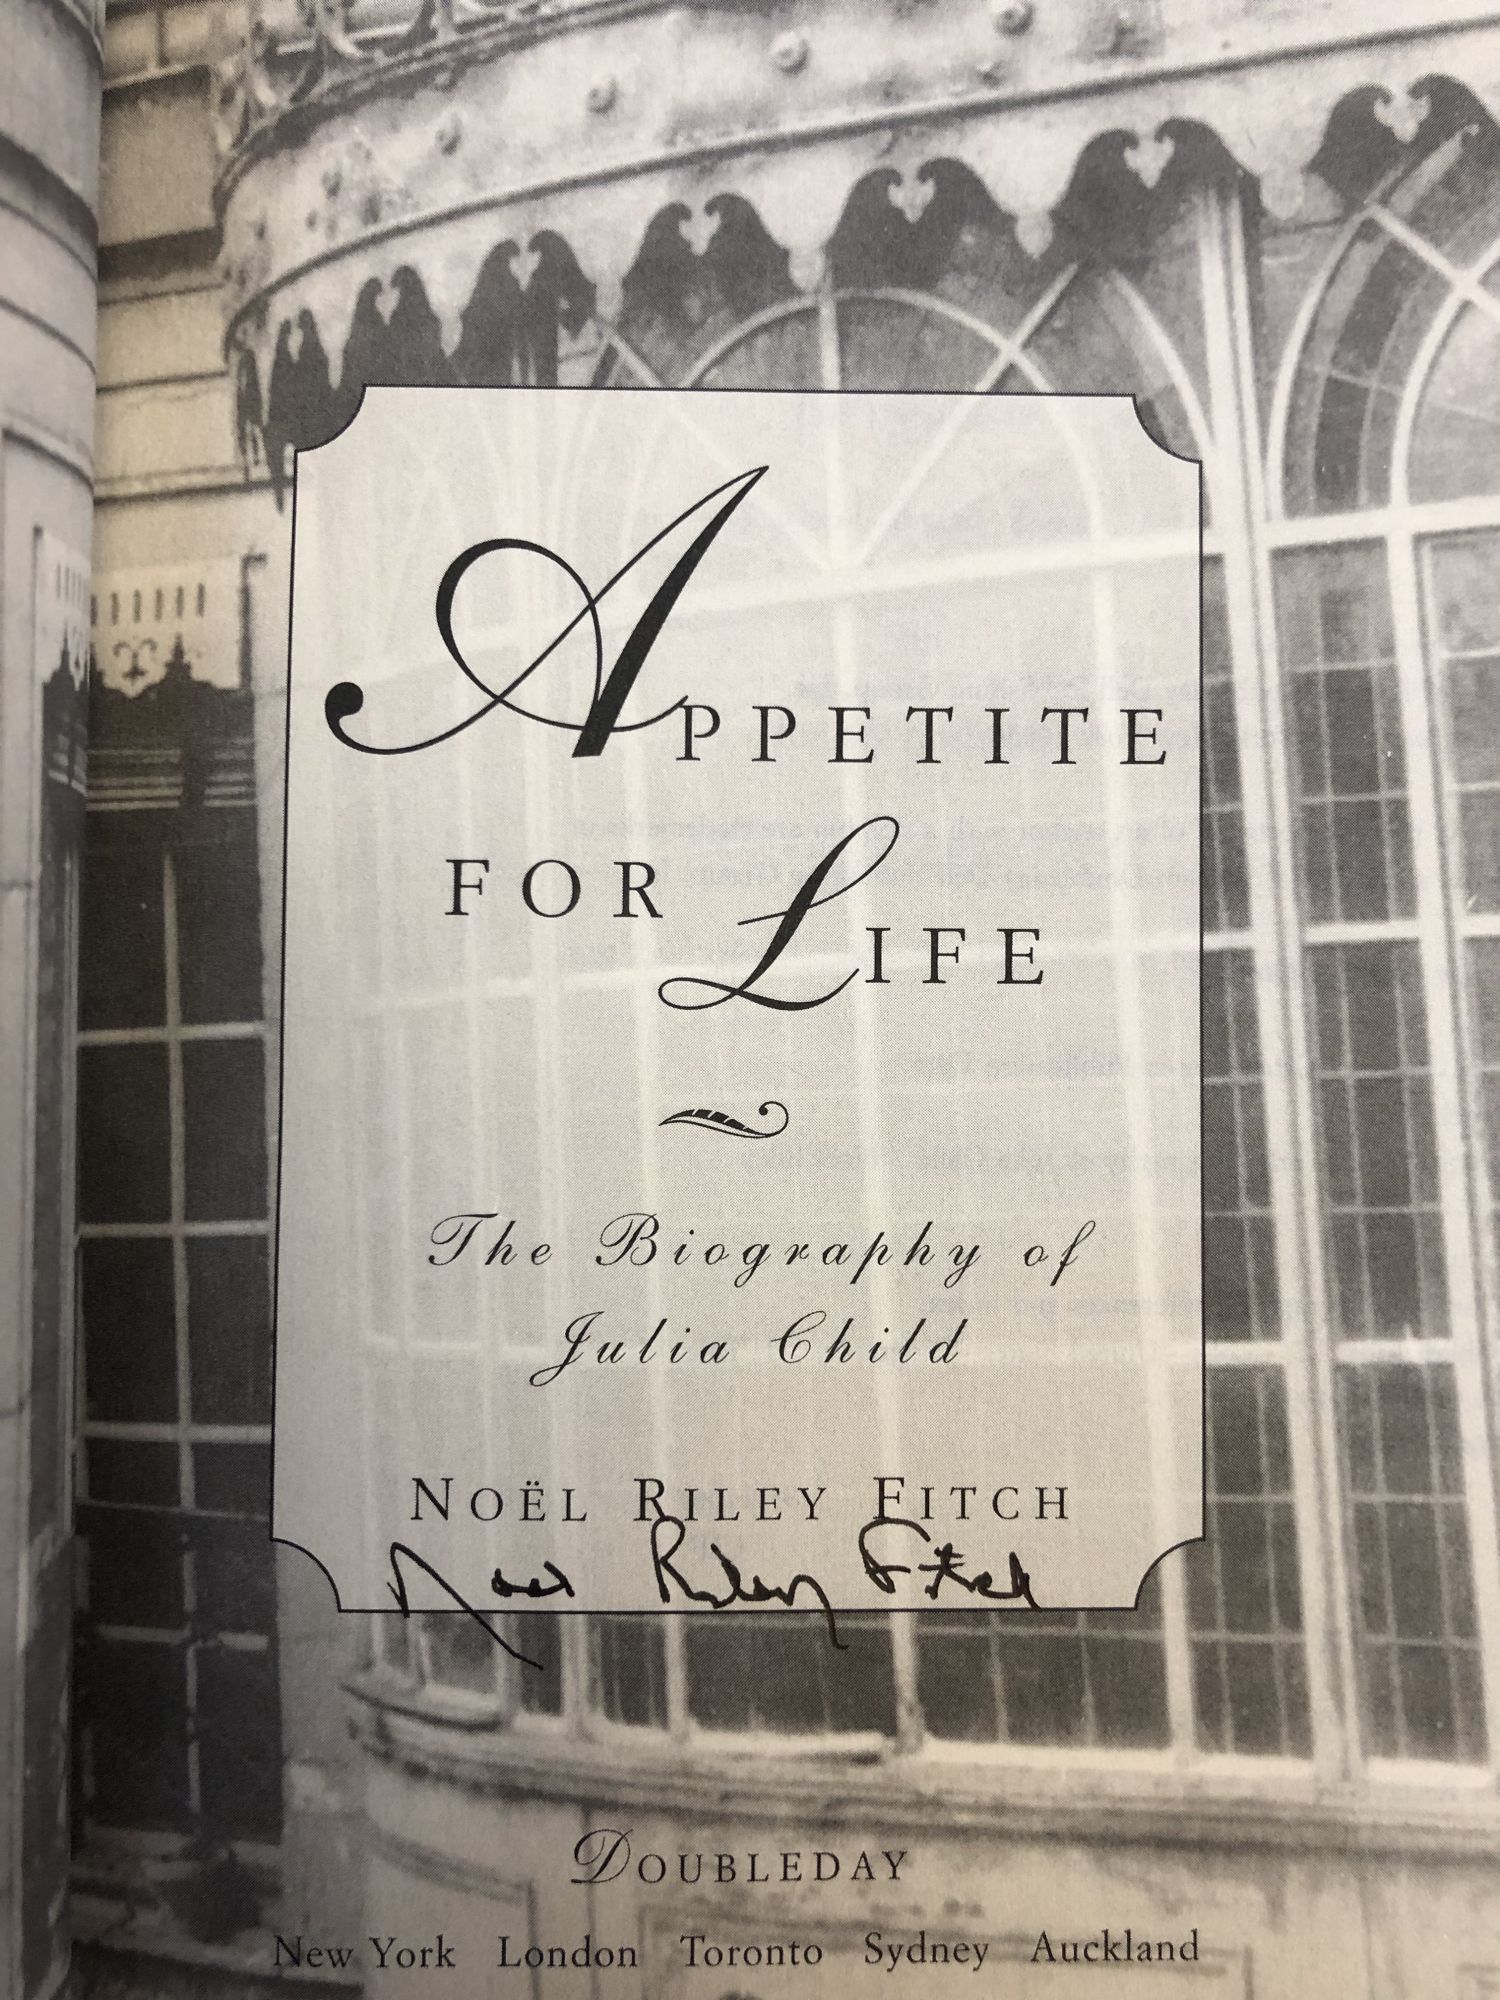 APPETITE
FOR LIFE
The Biography of
Julia Child
NOËL RILEY FITCH
Noel Riley Fitch
DOUBLEDAY
New York London Toronto Sydney Auckland